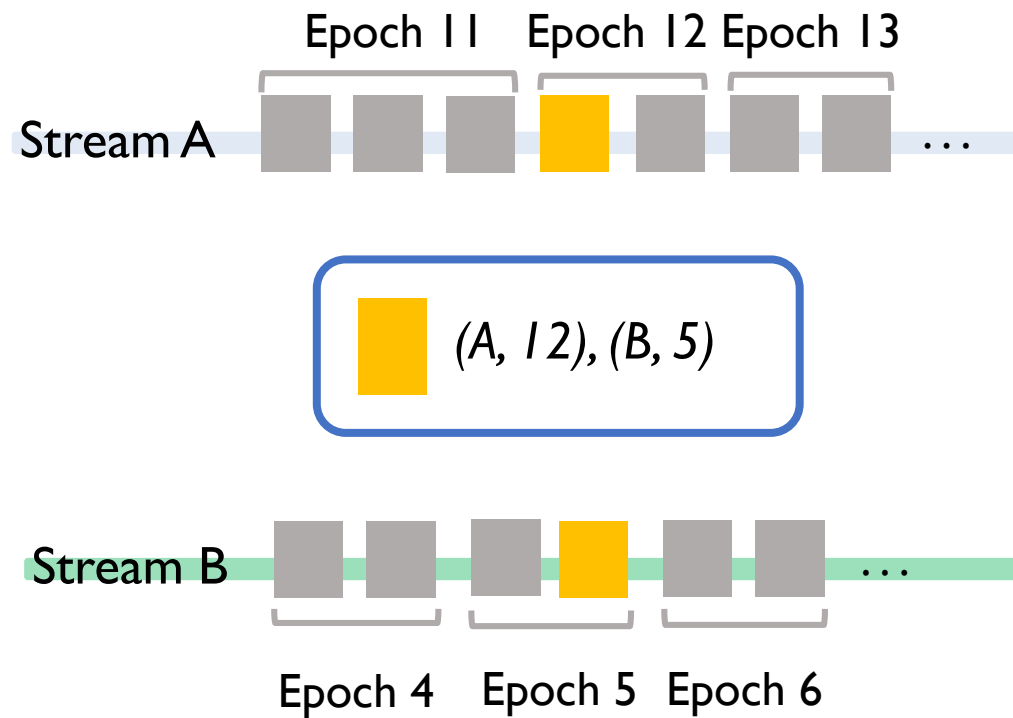 Epoch 11 Epoch 12 Epoch 13
Stream A ...
(A, 12), (B, 5)
Stream B ...
Epoch 4 Epoch 5 Epoch 6